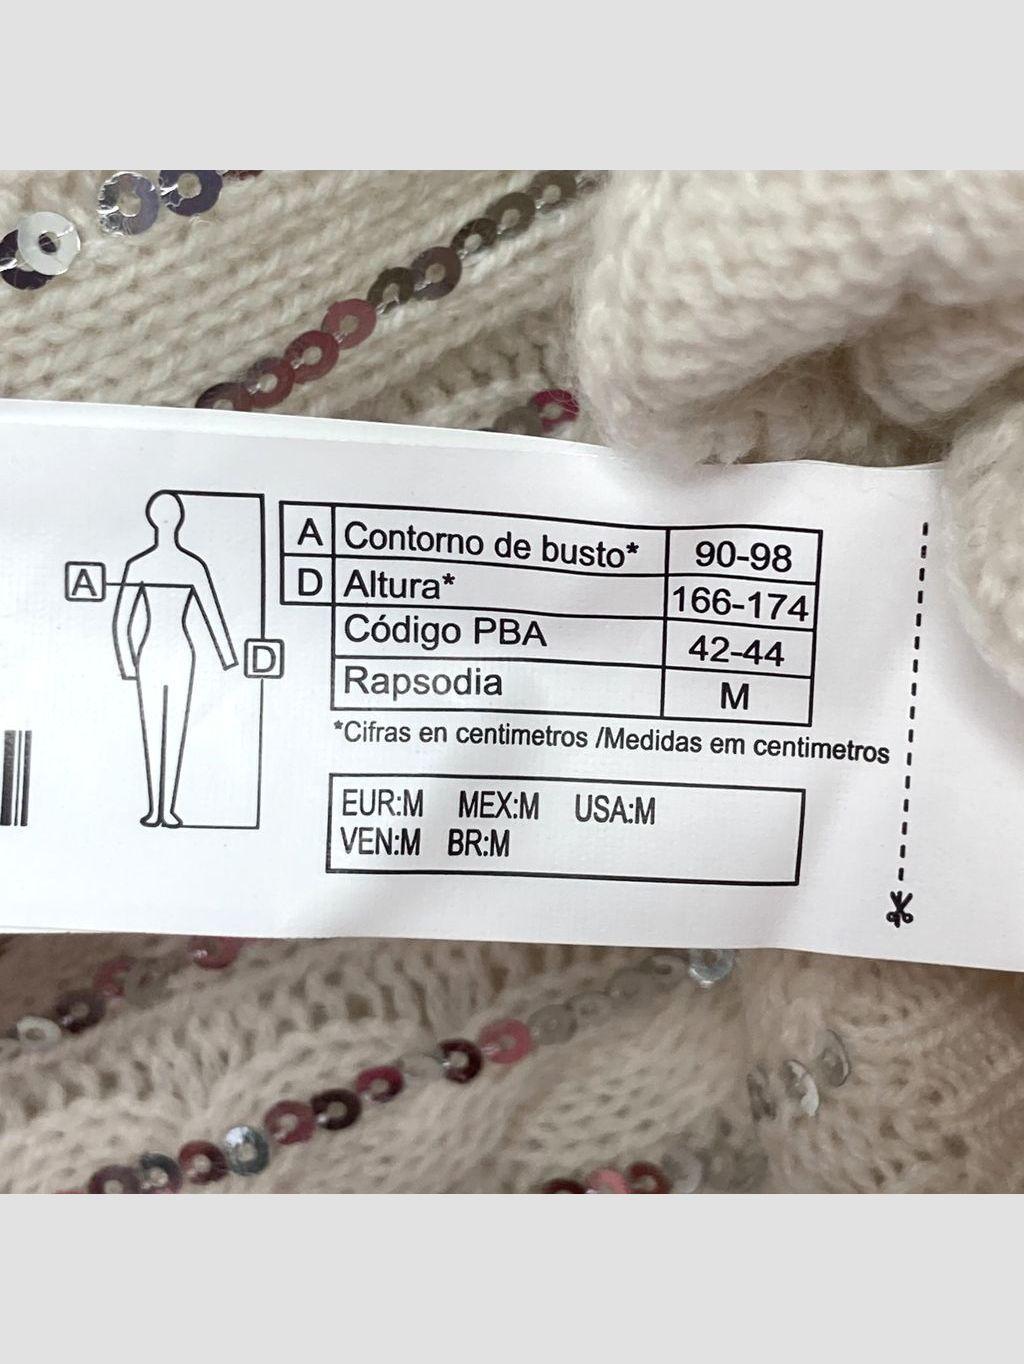 A Contorno de busto* 90-98
D Altura* 166-174
Código PBA 42-44
Rapsodia M
*Cifras en centimetros /Medidas em centimetros
EUR:M MEX:M USA:M
VEN:M BR:M
A
D